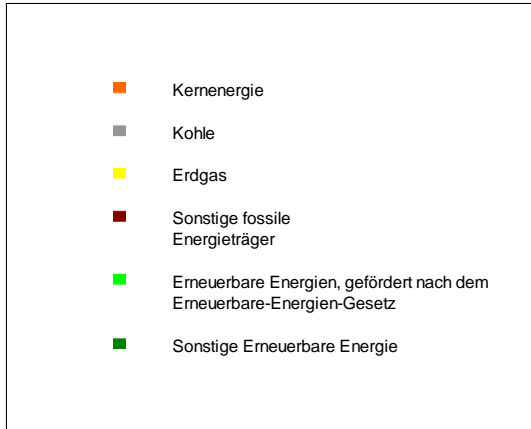 Kernenergie
Kohle
Erdgas
Sonstige fossile
Energieträger
Erneuerbare Energien, gefördert nach dem
Erneuerbare-Energien-Gesetz
Sonstige Erneuerbare Energie